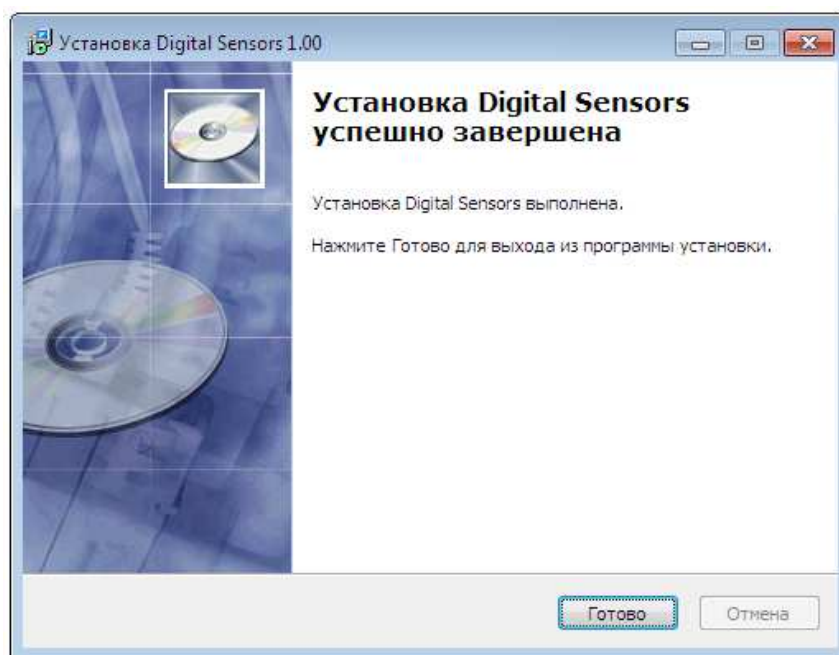 Установка Digital Sensors 1.00
Установка Digital Sensors
успешно завершена
Установка Digital Sensors выполнена.
Нажмите Готово для выхода из программы установки.
Готово
Отмена